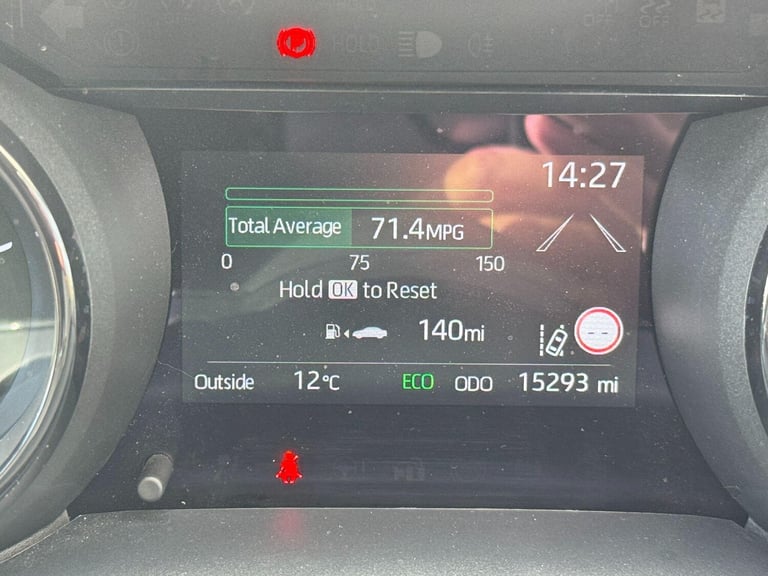 HOLD
14:27
Total Average 71.4MPG
0 75 150
Hold OK to Reset
140mi
Outside 12°C ECO ODO 15293 mi